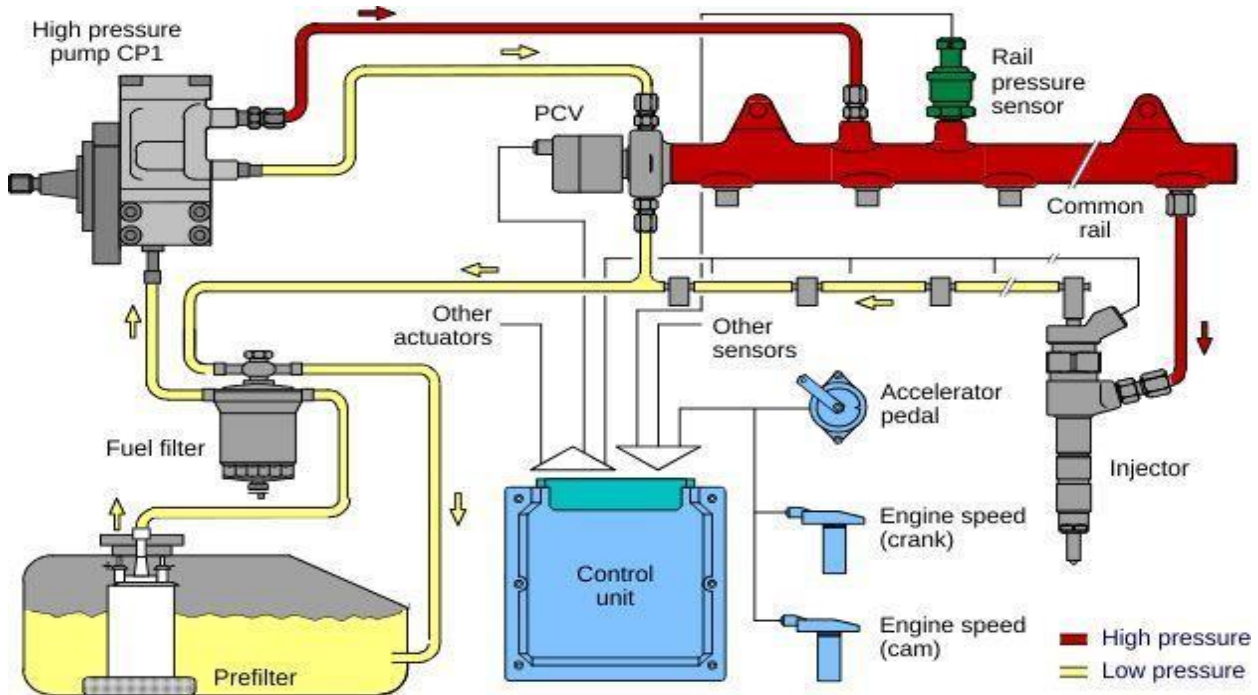 High pressure
pump CP1
PCV
Rail
pressure
sensor
Common
rail
Other
actuators
Other
sensors
Accelerator
pedal
Fuel filter
Injector
Engine speed
(crank)
Control
unit
Engine speed
(cam)
Prefilter
High pressure
Low pressure